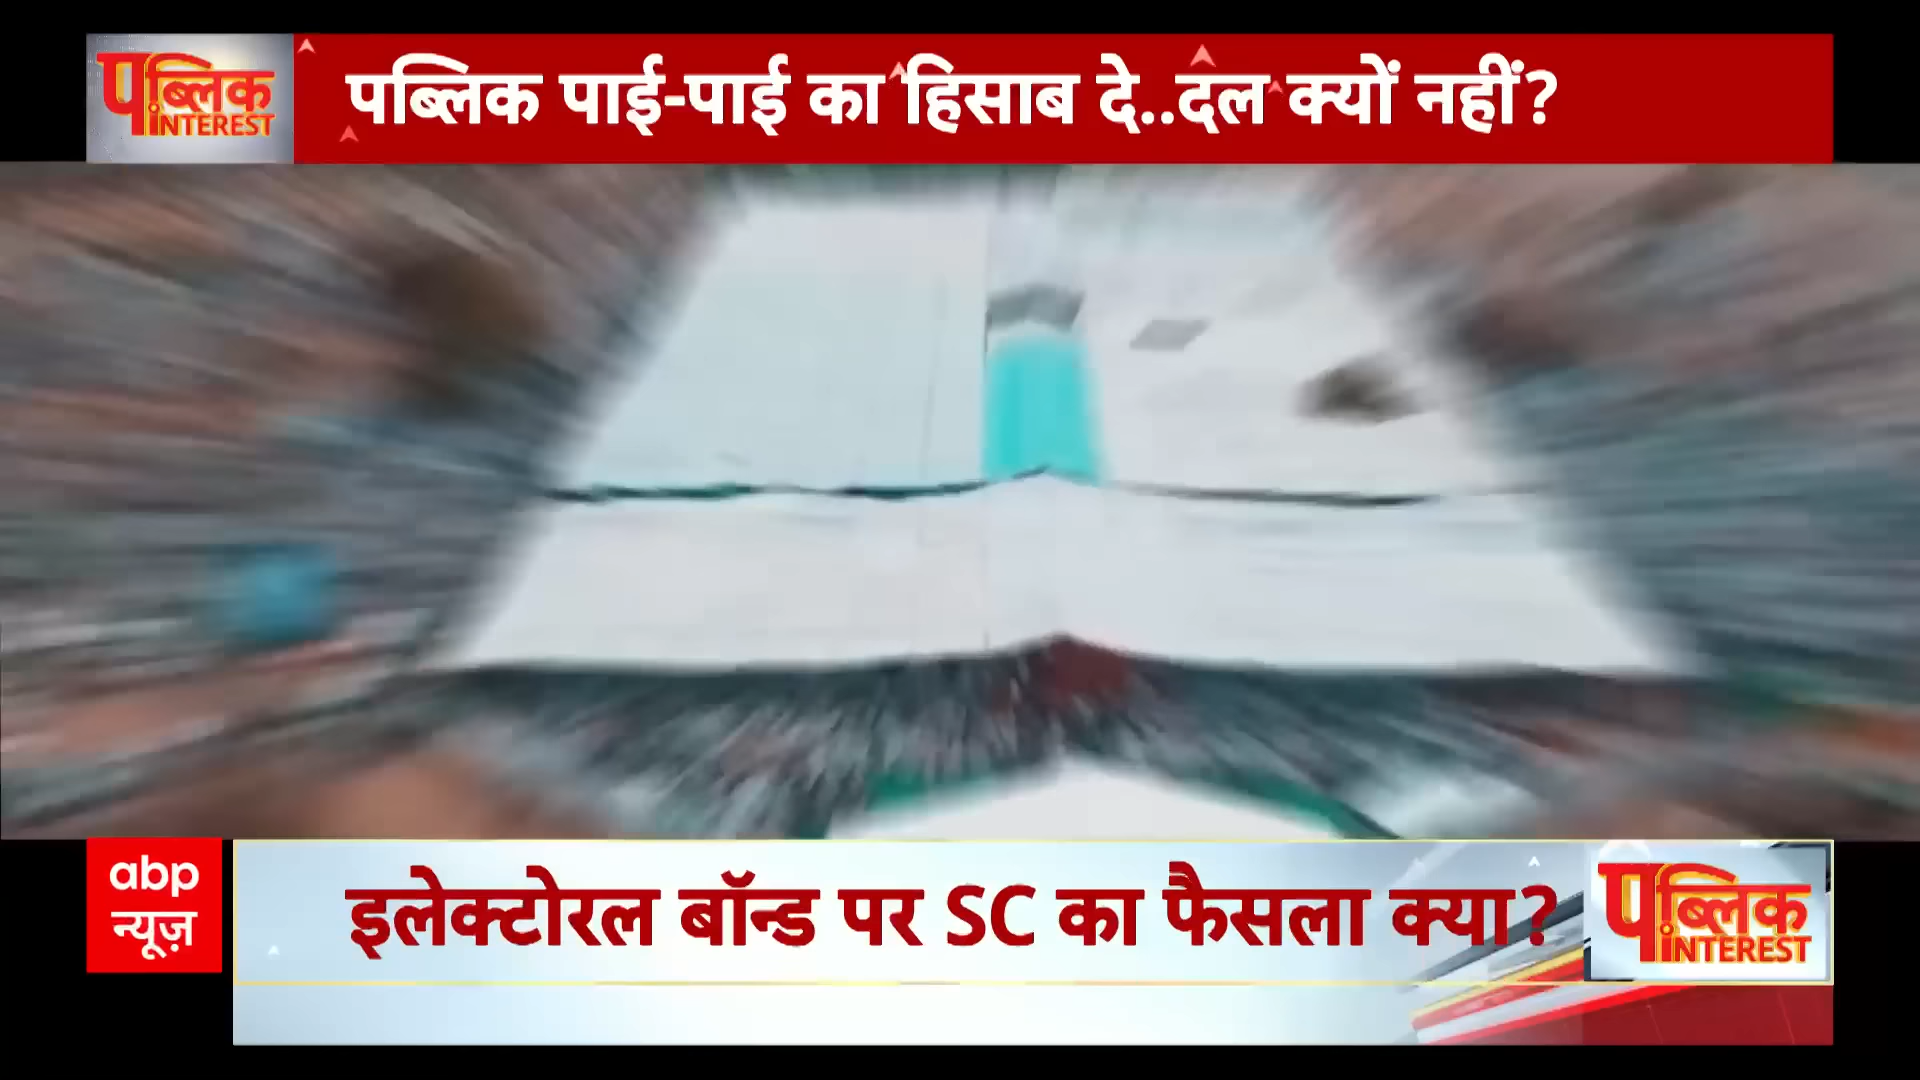 पब्लिक
INTEREST
पब्लिक पाई-पाई का हिसाब दे..दल क्यों नहीं?
abp
न्यूज़
इलेक्टोरल बॉन्ड पर SC का फैसला क्या?
पब्लिक
INTEREST